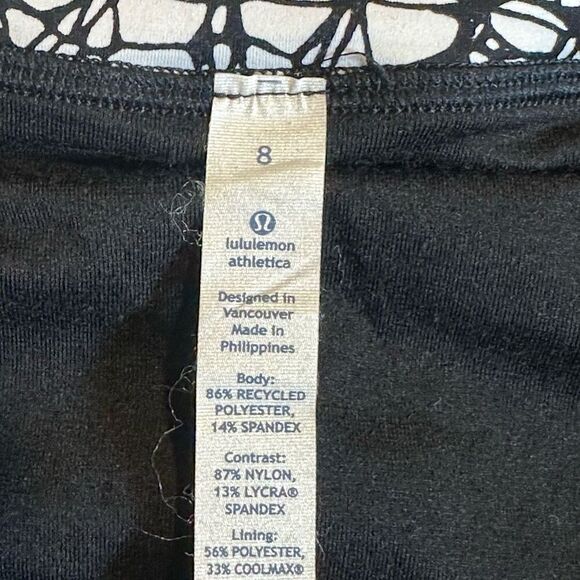 8
lululemon
athletica
Designed in
Vancouver
Made in
Philippines
Body:
86% RECYCLED
POLYESTER,
14% SPANDEX
Contrast:
87% NYLON,
13% LYCRA®
SPANDEX
Lining:
56% POLYESTER,
33% COOLMAX®